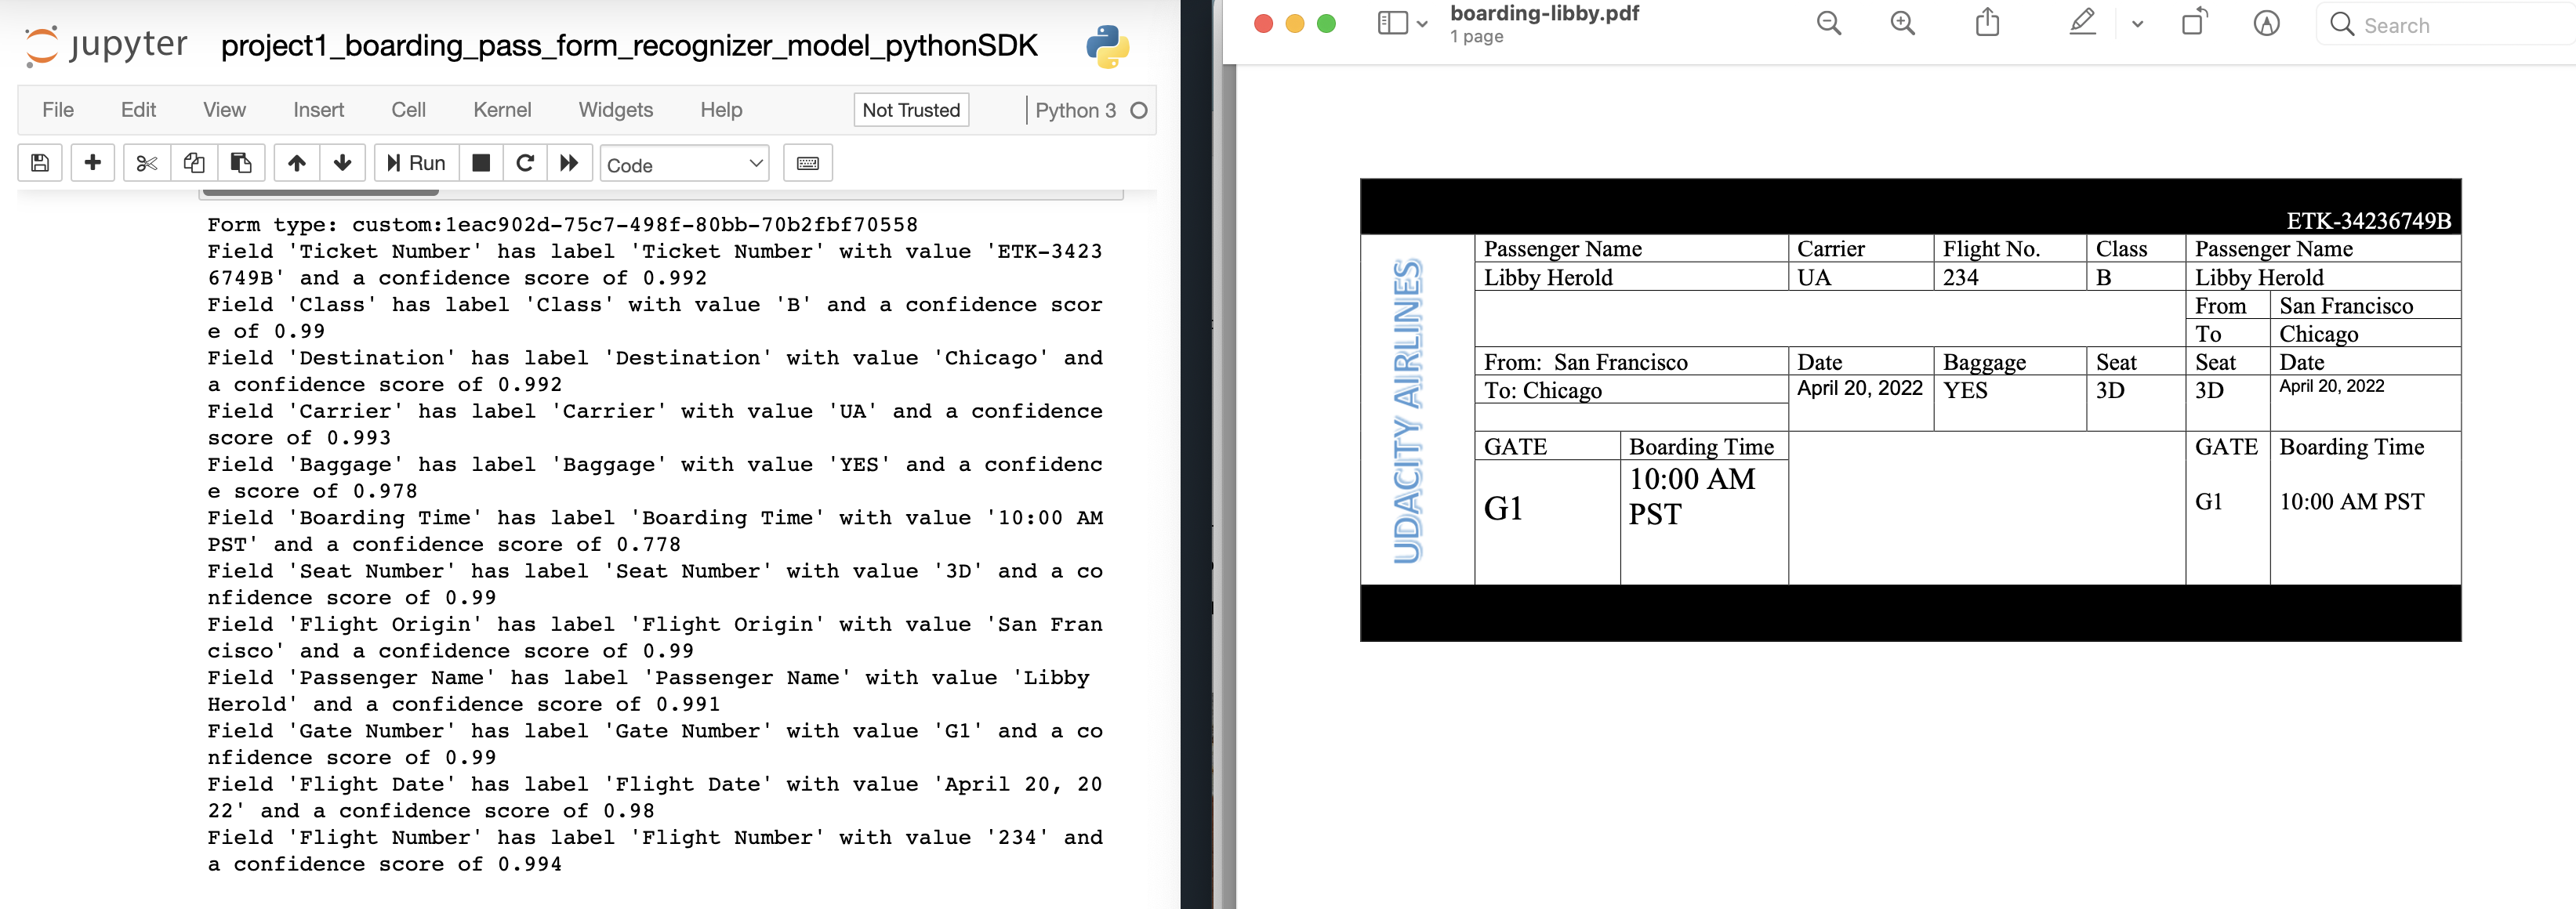 jupyter project1_boarding_pass_form_recognizer_model_pythonSDK
File Edit View Insert Cell Kernel Widgets Help Not Trusted Python 3
Run Code
Form type: custom:1eac902d-75c7-498f-80bb-70b2fbf70558
Field 'Ticket Number' has label 'Ticket Number' with value 'ETK-3423
6749B' and a confidence score of 0.992
Field 'Class' has label 'Class' with value 'B' and a confidence scor
e of 0.99
Field 'Destination' has label 'Destination' with value 'Chicago' and
a confidence score of 0.992
Field 'Carrier' has label 'Carrier' with value 'UA' and a confidence
score of 0.993
Field 'Baggage' has label 'Baggage' with value 'YES' and a confidenc
e score of 0.978
Field 'Boarding Time' has label 'Boarding Time' with value '10:00 AM
PST' and a confidence score of 0.778
Field 'Seat Number' has label 'Seat Number' with value '3D' and a co
nfidence score of 0.99
Field 'Flight Origin' has label 'Flight Origin' with value 'San Fran
cisco' and a confidence score of 0.99
Field 'Passenger Name' has label 'Passenger Name' with value 'Libby
Herold' and a confidence score of 0.991
Field 'Gate Number' has label 'Gate Number' with value 'G1' and a co
nfidence score of 0.99
Field 'Flight Date' has label 'Flight Date' with value 'April 20, 20
22' and a confidence score of 0.98
Field 'Flight Number' has label 'Flight Number' with value '234' and
a confidence score of 0.994
boarding-libby.pdf
1 page
Search
ETK-34236749B
UDACITY AIRLINES
Passenger Name Carrier Flight No. Class Passenger Name
Libby Herold UA 234 B Libby Herold
From San Francisco
To Chicago
From: San Francisco Date Baggage Seat Seat Date
To: Chicago April 20, 2022 YES 3D 3D April 20, 2022
GATE Boarding Time GATE Boarding Time
G1 10:00 AM
PST
G1 10:00 AM PST